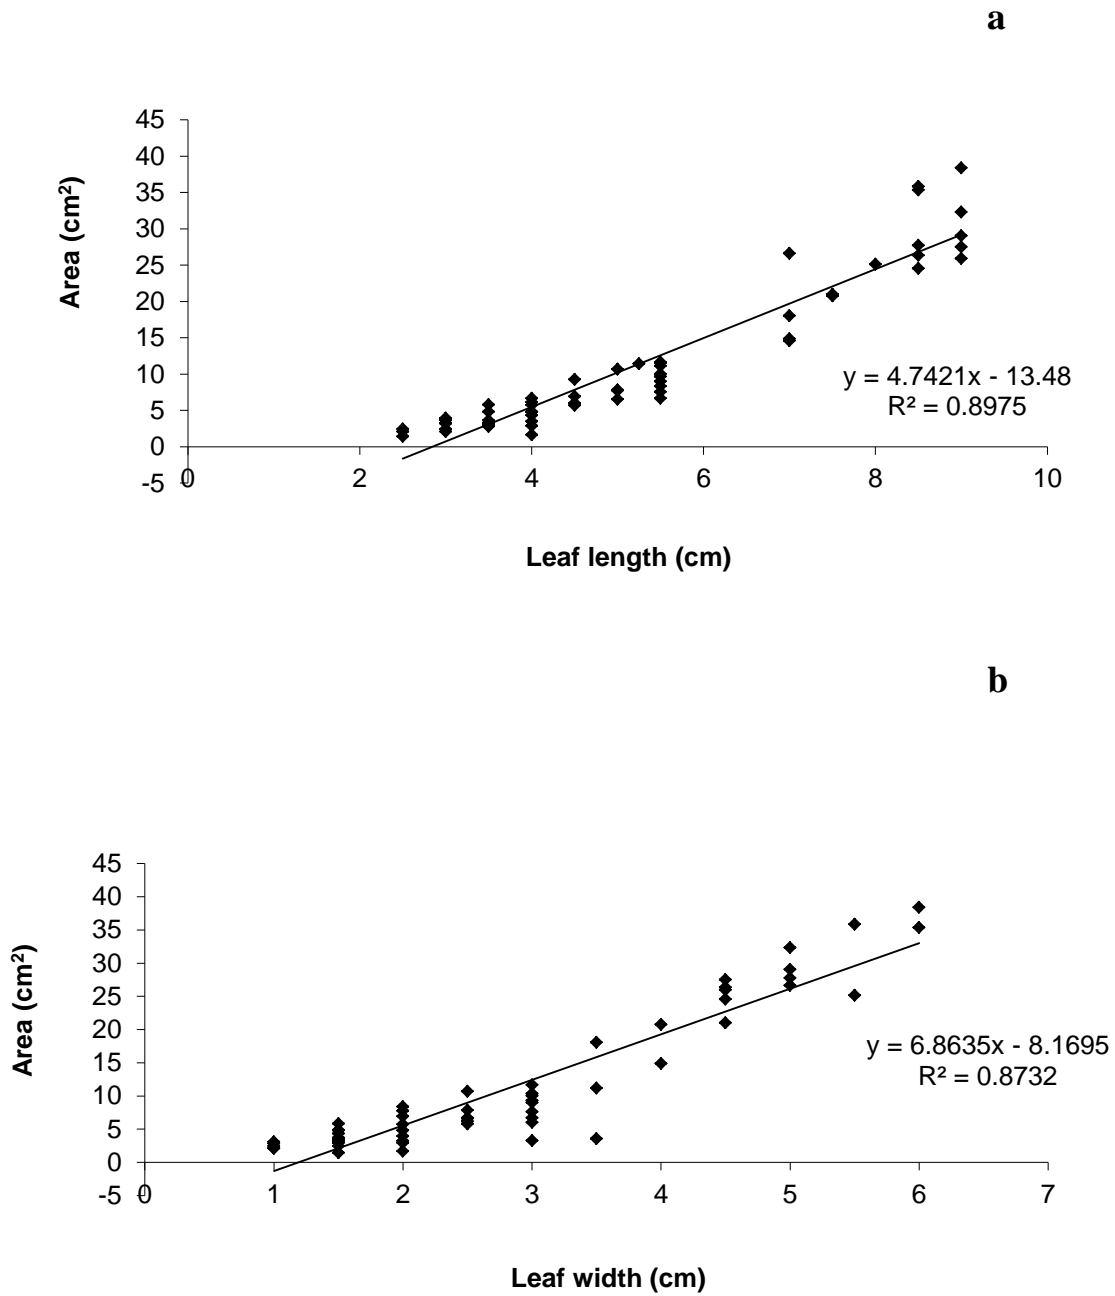 a
45
40
35
30
25
20
15
10
5
0
-5
Area (cm²)
y = 4.7421x - 13.48
R² = 0.8975
0 2 4 6 8 10
Leaf length (cm)
b
45
40
35
30
25
20
15
10
5
0
-5
Area (cm²)
y = 6.8635x - 8.1695
R² = 0.8732
0 1 2 3 4 5 6 7
Leaf width (cm)